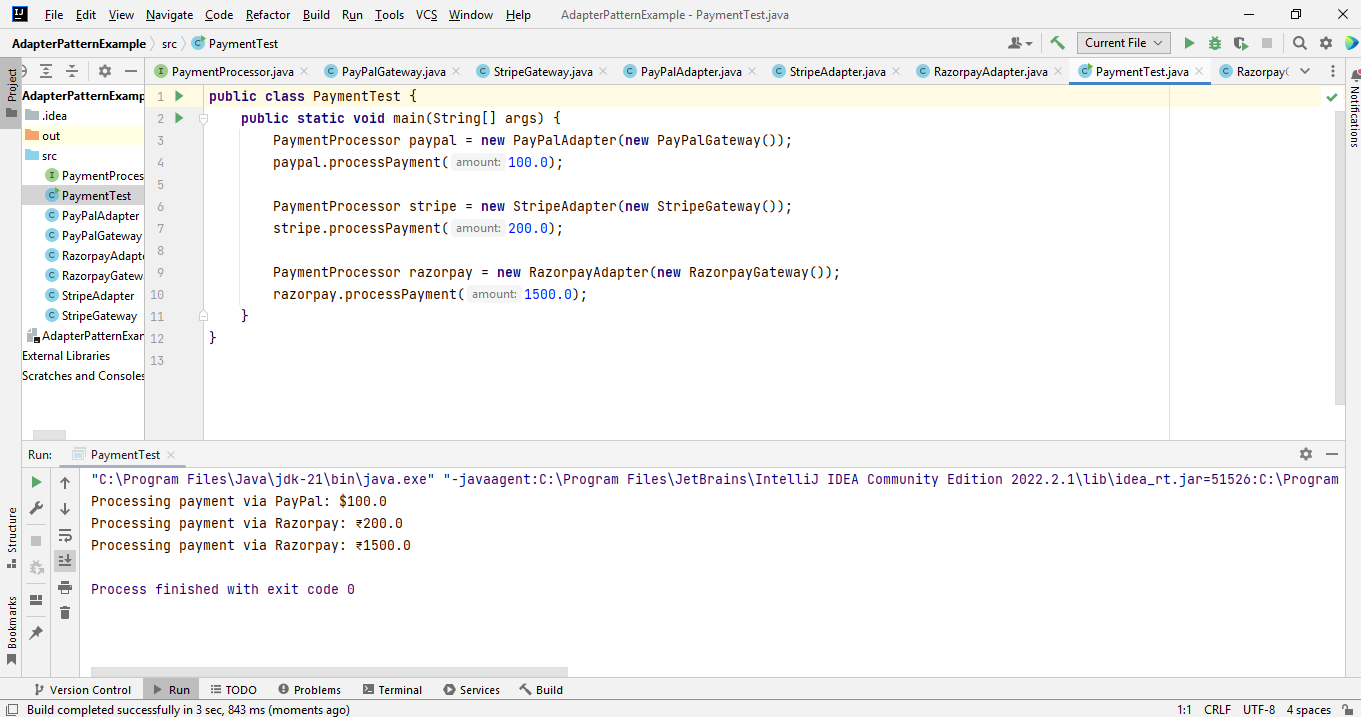 File Edit View Navigate Code Refactor Build Run Tools VCS Window Help AdapterPatternExample - PaymentTest.java
AdapterPatternExample src PaymentTest Current File
Project
PaymentProcessor.java PayPalGateway.java StripeGateway.java PayPalAdapter.java StripeAdapter.java RazorpayAdapter.java PaymentTest.java Razorpay(
AdapterPatternExamp
.idea
out
src
PaymentProces
PaymentTest
PayPalAdapter
PayPalGateway
RazorpayAdapte
RazorpayGatew
StripeAdapter
StripeGateway
AdapterPatternExar
External Libraries
Scratches and Consoles
1 public class PaymentTest {
2 public static void main(String[] args) {
3 PaymentProcessor paypal = new PayPalAdapter(new PayPalGateway());
4 paypal.processPayment( amount: 100.0);
5
6 PaymentProcessor stripe = new StripeAdapter(new StripeGateway());
7 stripe.processPayment( amount: 200.0);
8
9 PaymentProcessor razorpay = new RazorpayAdapter(new RazorpayGateway());
10 razorpay.processPayment( amount: 1500.0);
11 }
12 }
13
Notifications
Run: PaymentTest
"C:\Program Files\Java\jdk-21\bin\java.exe" "-javaagent:C:\Program Files\JetBrains\IntelliJ IDEA Community Edition 2022.2.1\lib\idea_rt.jar=51526:C:\Program
Processing payment via PayPal: $100.0
Processing payment via Razorpay: ₹200.0
Processing payment via Razorpay: ₹1500.0
Process finished with exit code 0
Structure
Bookmarks
Version Control Run TODO Problems Terminal Services Build
Build completed successfully in 3 sec, 843 ms (moments ago) 1:1 CRLF UTF-8 4 spaces